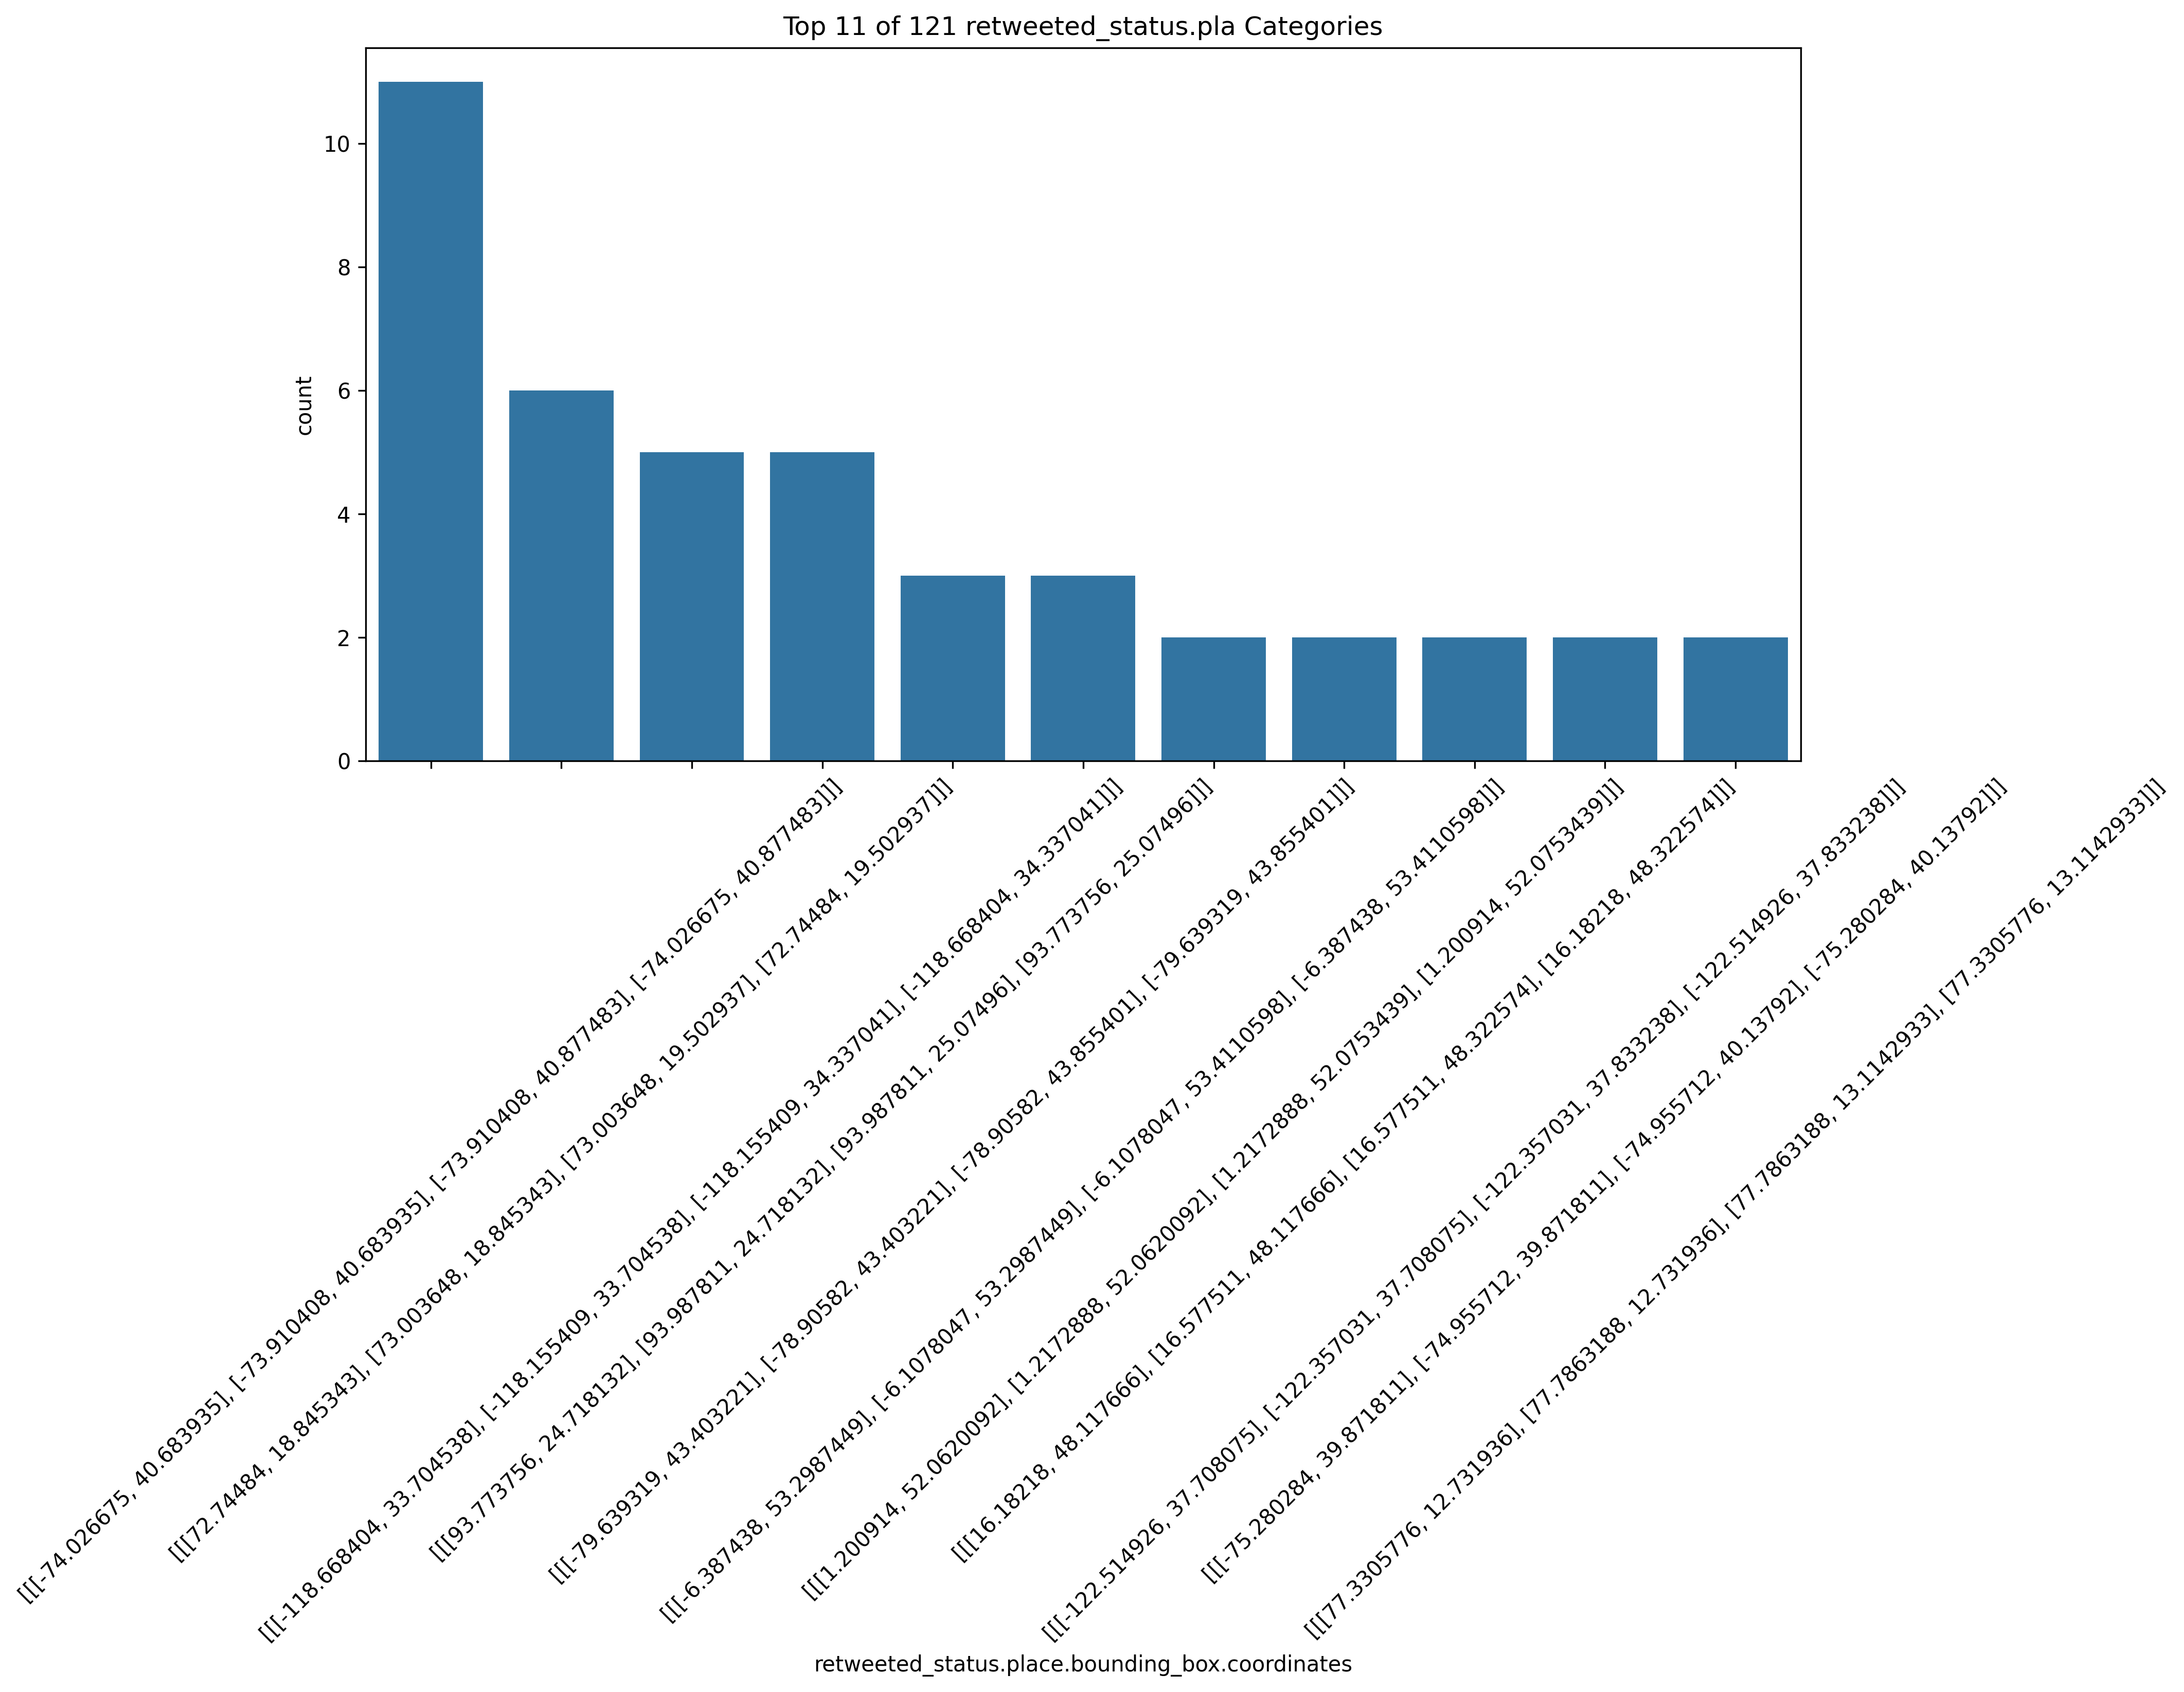 Top 11 of 121 retweeted_status.pla Categories
10
8
6
4
2
0
count
[[[-74.026675, 40.683935], [-73.910408, 40.683935], [-73.910408, 40.877483], [-74.026675, 40.877483]]]
[[[72.74484, 18.845343], [73.003648, 18.845343], [73.003648, 19.502937], [72.74484, 19.502937]]]
[[[-118.668404, 33.704538], [-118.155409, 33.704538], [-118.155409, 34.337041], [-118.668404, 34.337041]]]
[[[93.773756, 24.718132], [93.987811, 24.718132], [93.987811, 25.07496], [93.773756, 25.07496]]]
[[[-79.639319, 43.403221], [-78.90582, 43.403221], [-78.90582, 43.855401], [-79.639319, 43.855401]]]
[[[-6.387438, 53.2987449], [-6.1078047, 53.2987449], [-6.1078047, 53.4110598], [-6.387438, 53.4110598]]]
[[[1.200914, 52.0620092], [1.2172888, 52.0620092], [1.2172888, 52.0753439], [1.200914, 52.0753439]]]
[[[16.18218, 48.117666], [16.577511, 48.117666], [16.577511, 48.322574], [16.18218, 48.322574]]]
[[[-122.514926, 37.708075], [-122.357031, 37.708075], [-122.357031, 37.833238], [-122.514926, 37.833238]]]
[[[-75.280284, 39.871811], [-74.955712, 39.871811], [-74.955712, 40.13792], [-75.280284, 40.13792]]]
[[[77.3305776, 12.731936], [77.7863188, 12.731936], [77.7863188, 13.1142933], [77.3305776, 13.1142933]]]
retweeted_status.place.bounding_box.coordinates